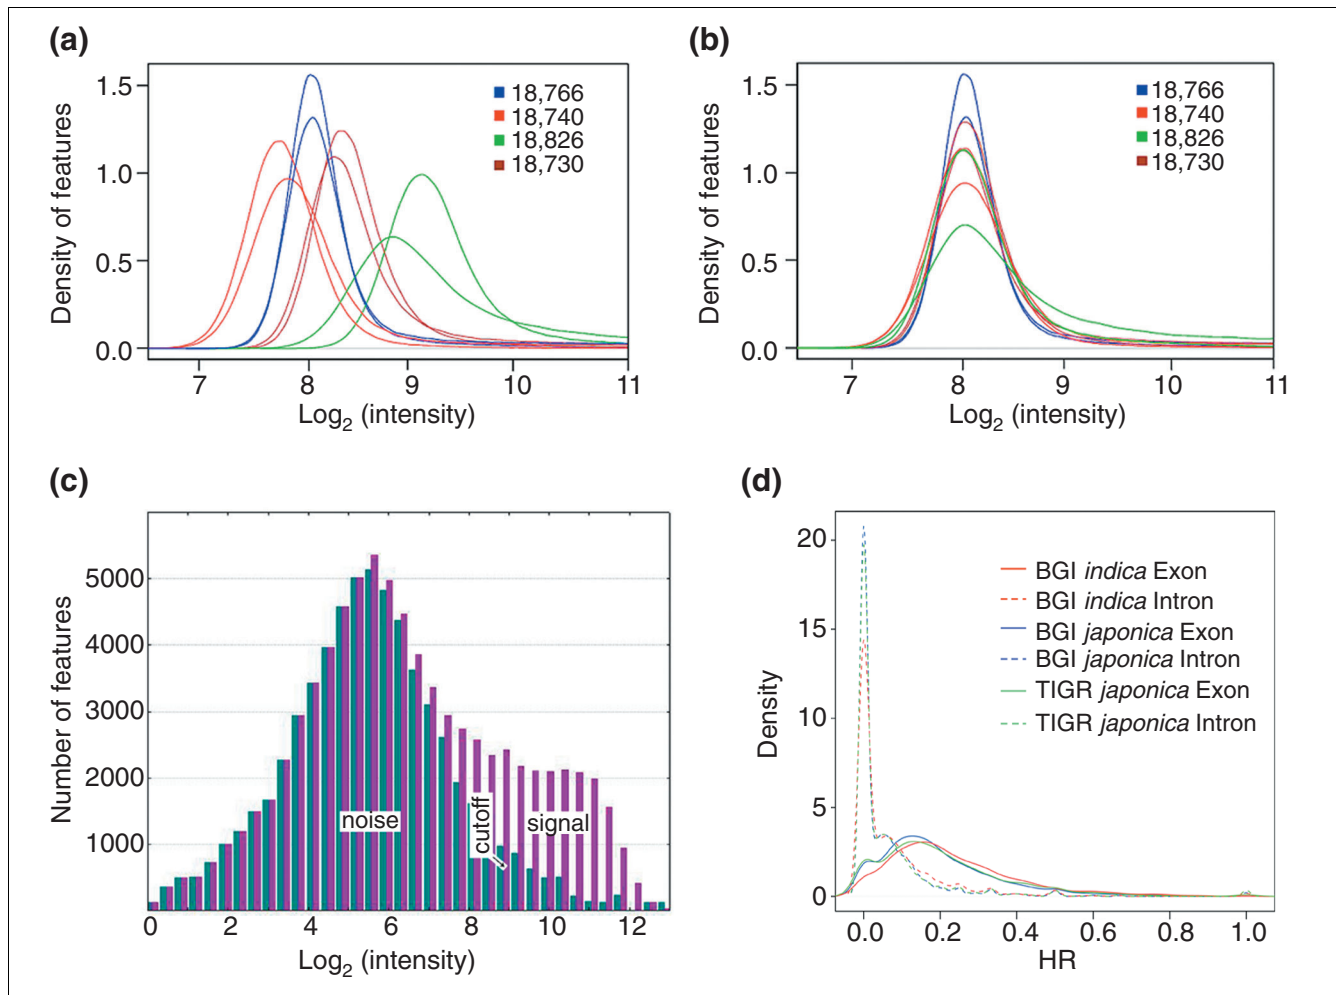 (a)
Density of features
1.5
1.0
0.5
0.0
18,766
18,740
18,826
18,730
7 8 9 10 11
Log2 (intensity)
(b)
Density of features
1.5
1.0
0.5
0.0
18,766
18,740
18,826
18,730
7 8 9 10 11
Log2 (intensity)
(c)
Number of features
5000
4000
3000
2000
1000
noise
cutoff
signal
0 2 4 6 8 10 12
Log2 (intensity)
(d)
Density
20
15
10
5
0
BGI indica Exon
BGI indica Intron
BGI japonica Exon
BGI japonica Intron
TIGR japonica Exon
TIGR japonica Intron
0.0 0.2 0.4 0.6 0.8 1.0
HR